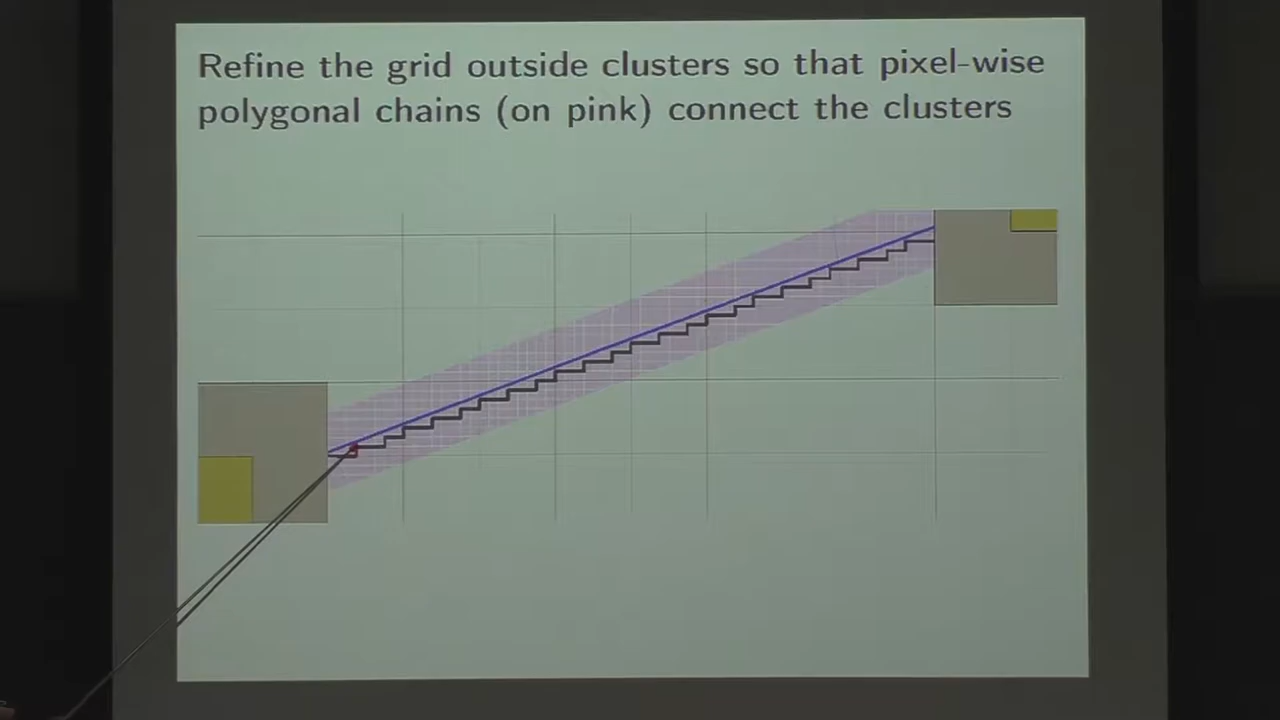 Refine the grid outside clusters so that pixel-wise
polygonal chains (on pink) connect the clusters